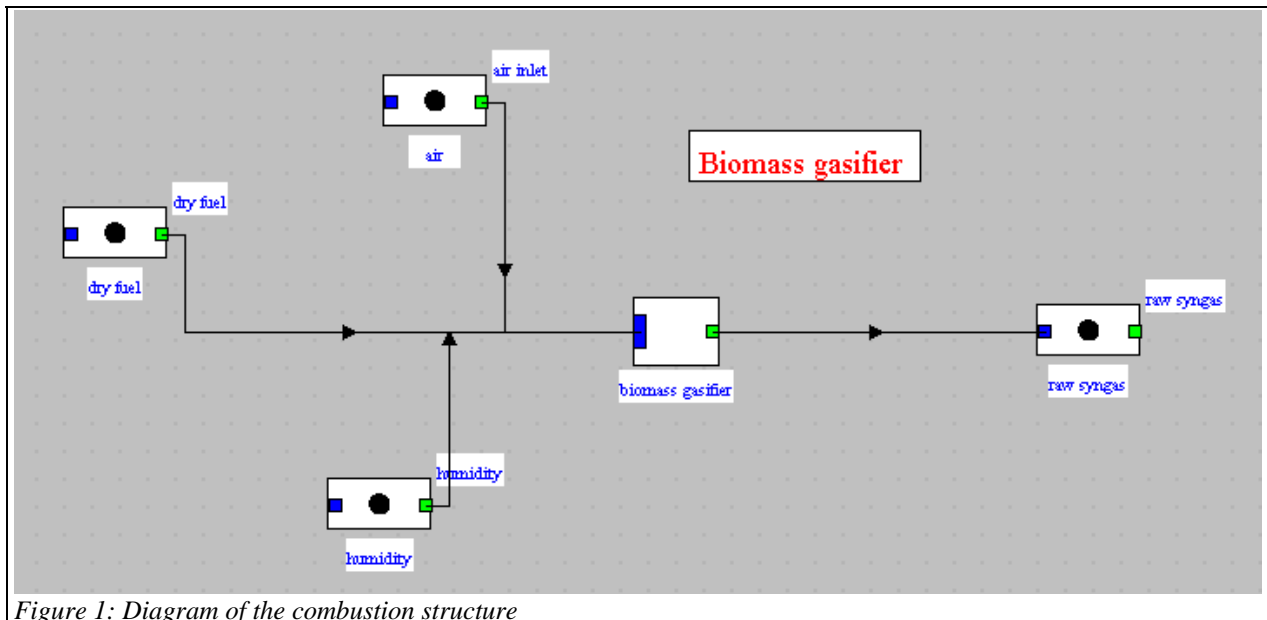 air inlet
air
Biomass gasifier
dry fuel
dry fuel
raw syngas
biomass gasifier
raw syngas
humidity
humidity
Figure 1: Diagram of the combustion structure